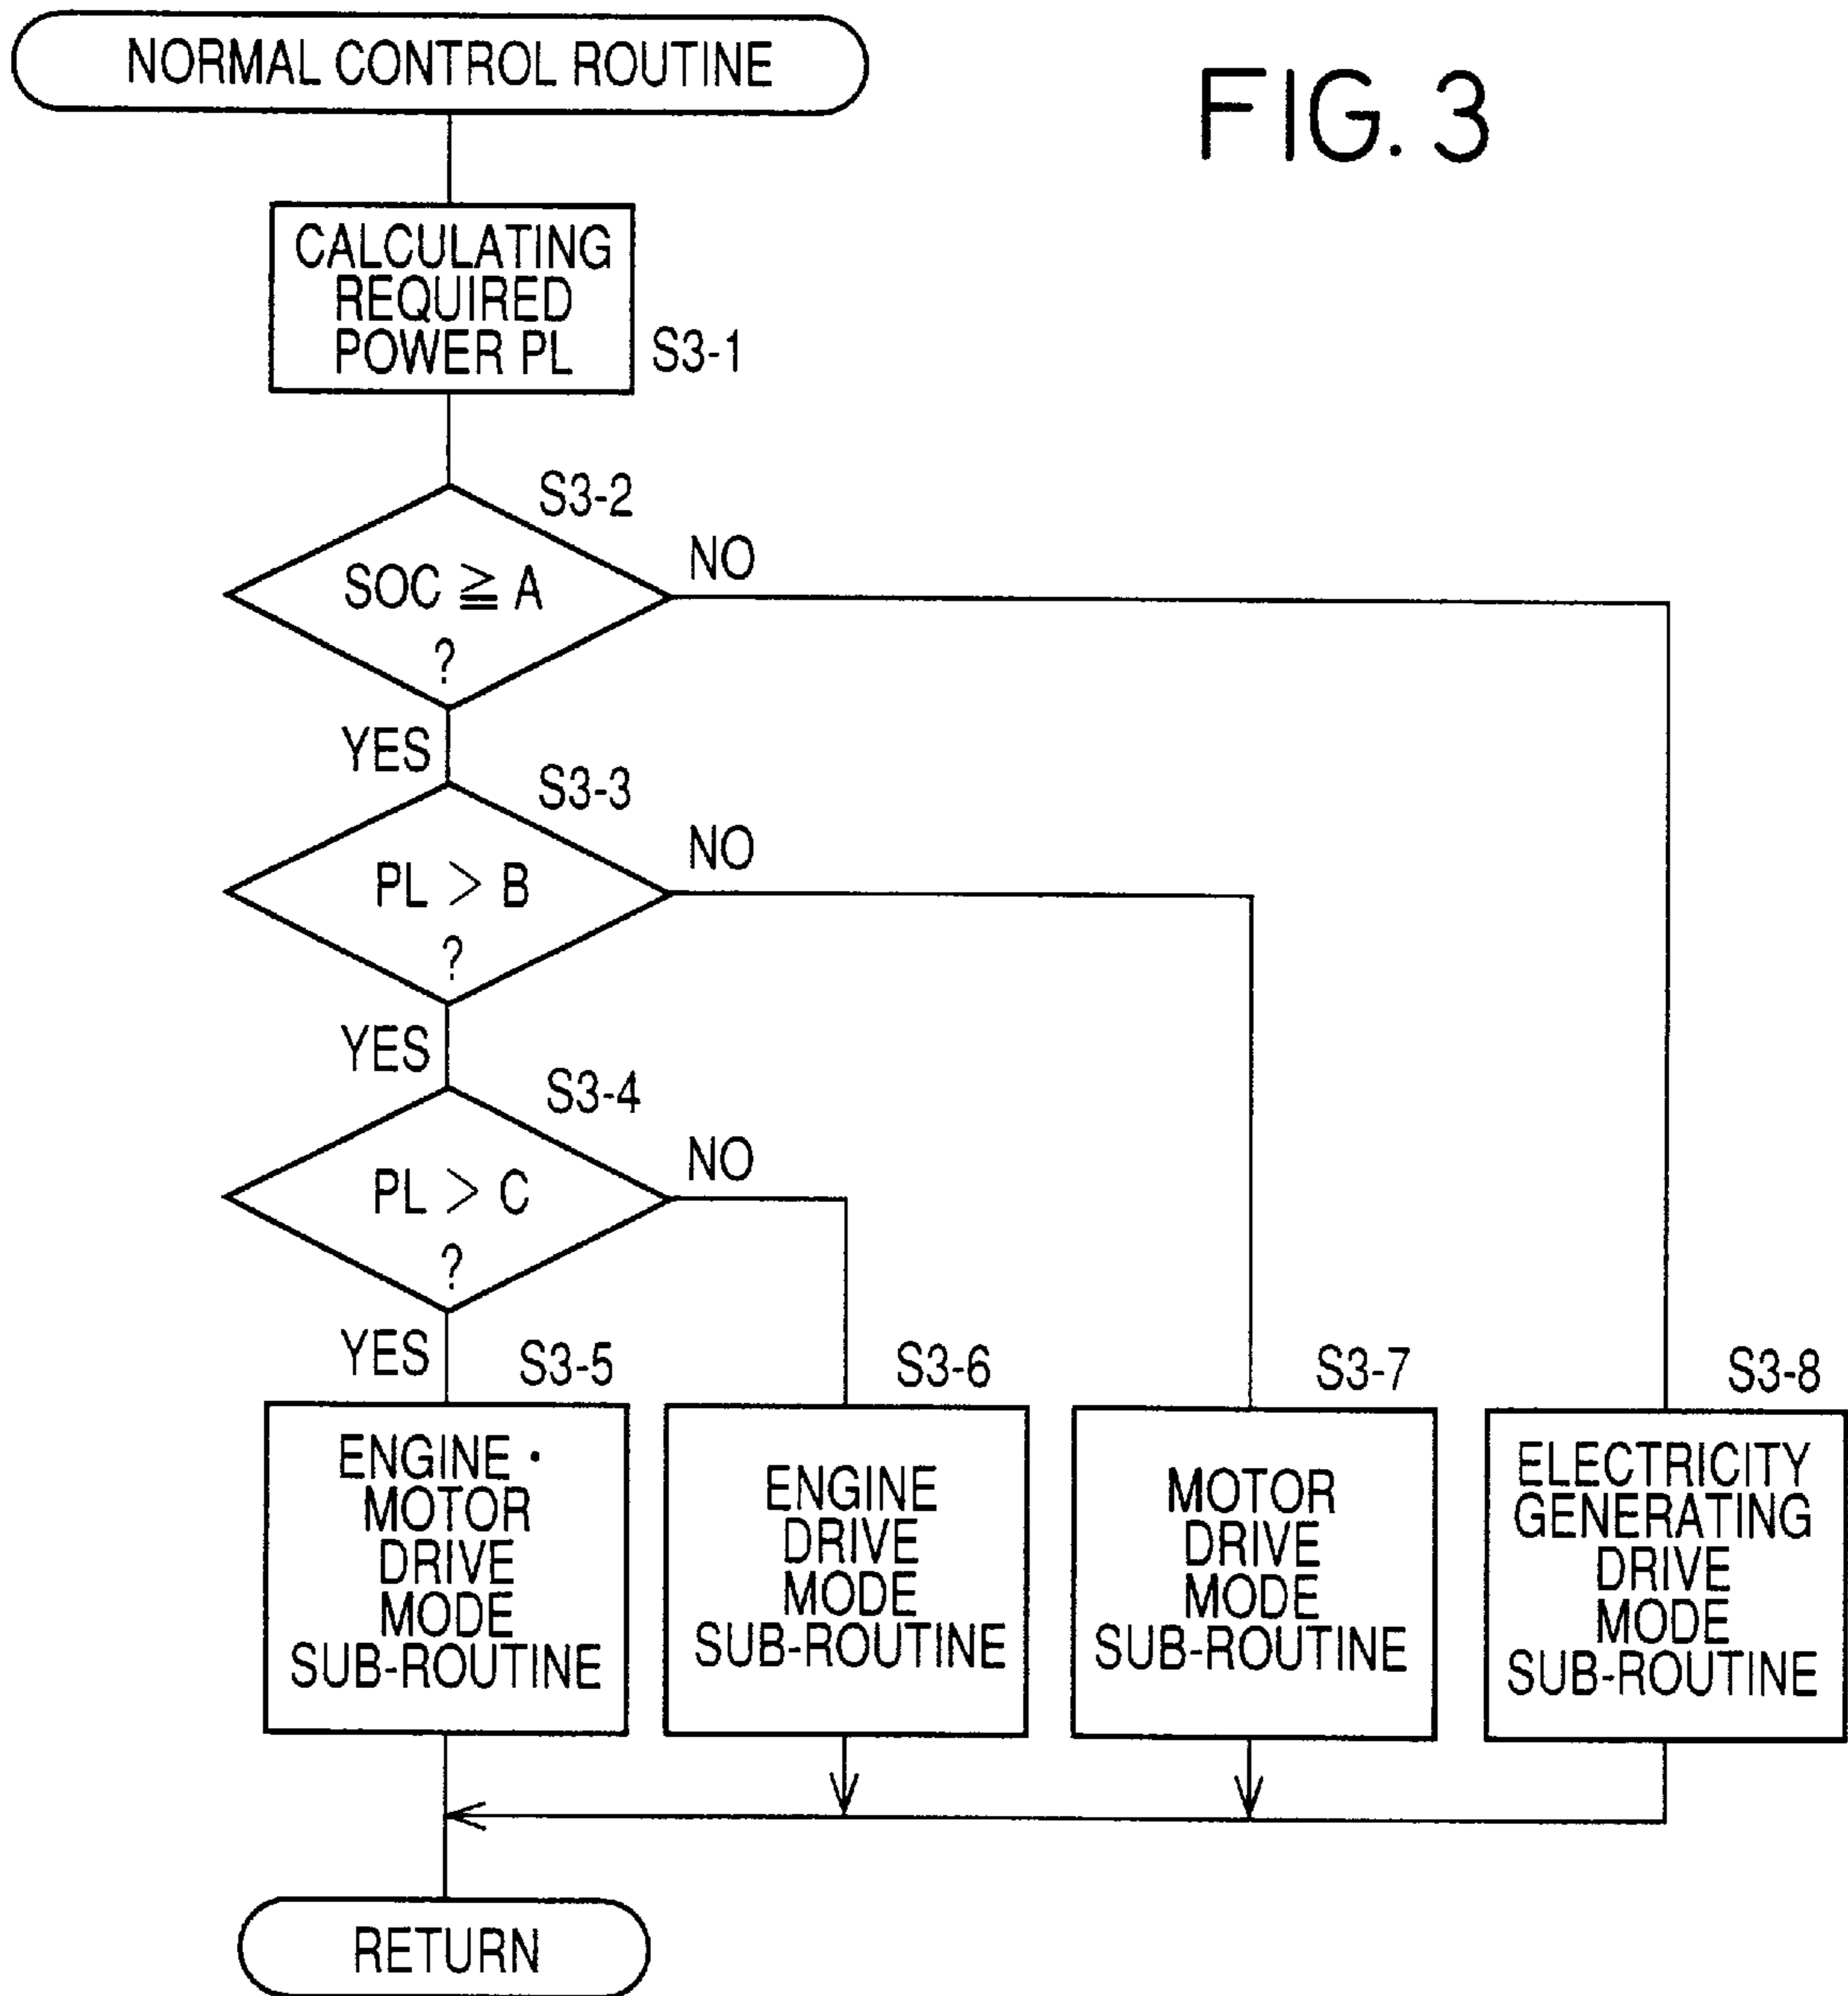 NORMAL CONTROL ROUTINE
FIG. 3
CALCULATING
REQUIRED
POWER PL
S3-1
S3-2
SOC ≧ A
?
NO
YES
S3-3
PL > B
?
NO
YES
S3-4
PL > C
?
NO
YES
S3-5
ENGINE ·
MOTOR
DRIVE
MODE
SUB-ROUTINE
S3-6
ENGINE
DRIVE
MODE
SUB-ROUTINE
S3-7
MOTOR
DRIVE
MODE
SUB-ROUTINE
S3-8
ELECTRICITY
GENERATING
DRIVE
MODE
SUB-ROUTINE
RETURN